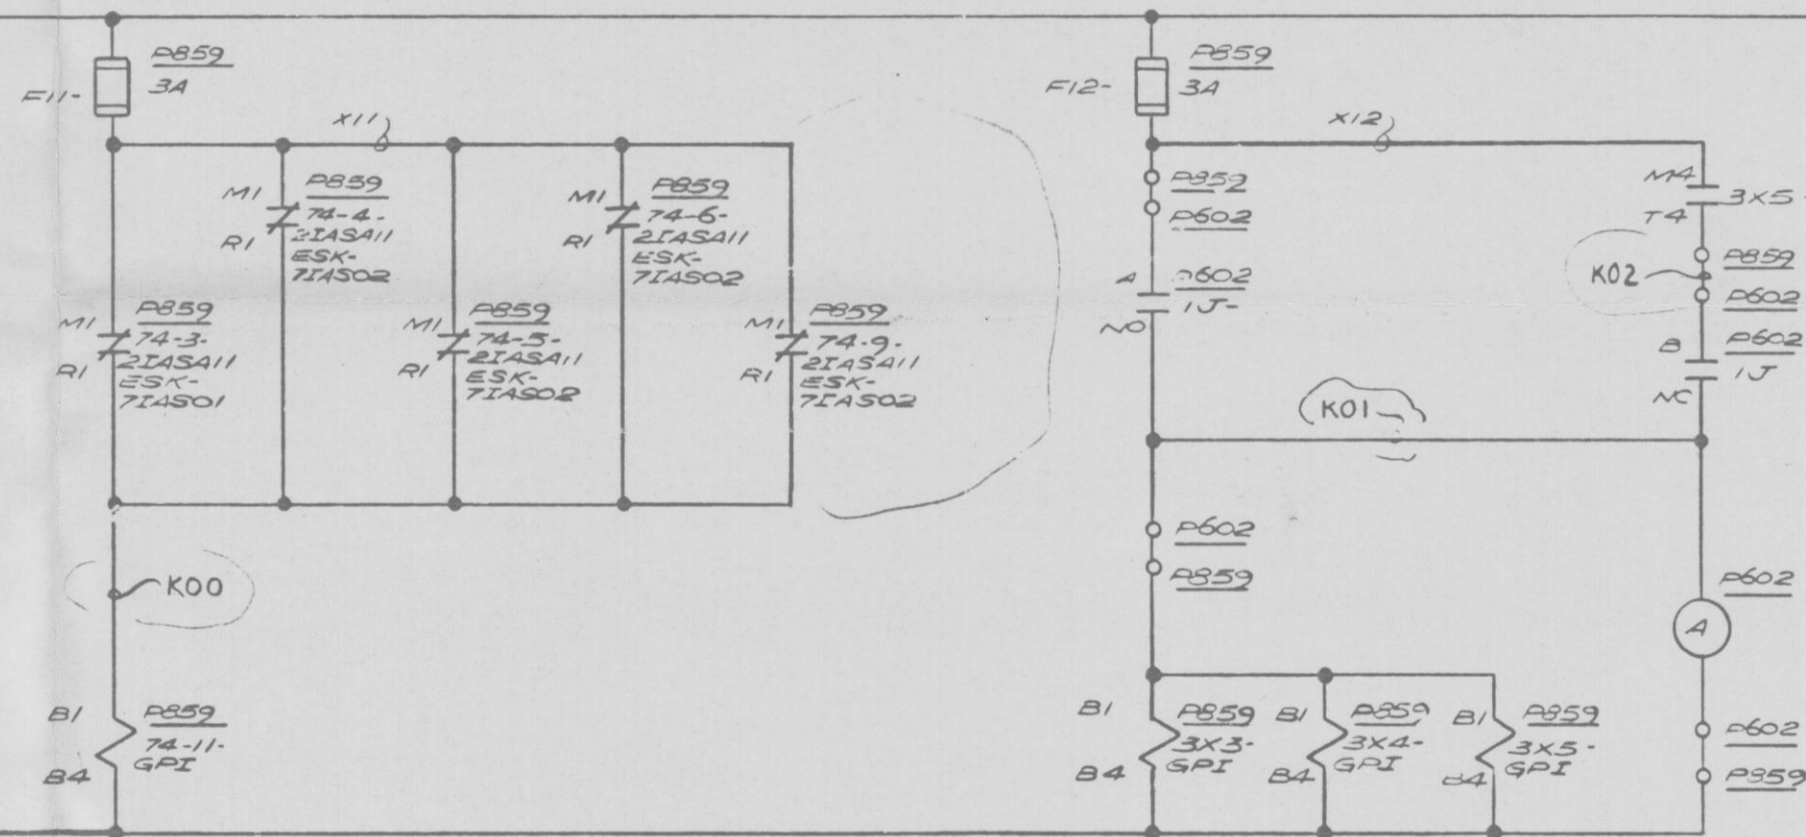 F11-
P859
3A
X11
M1
R1
P859
74-4-
2IASA11
ESK-
7IAS02
M1
R1
P859
74-6-
2IASA11
ESK-
7IAS02
M1
R1
P859
74-3-
2IASA11
ESK-
7IAS01
M1
R1
P859
74-5-
2IASA11
ESK-
7IAS02
M1
R1
P859
74-9-
2IASA11
ESK-
7IAS02
K00
B1
B4
P859
74-11-
GPI
F12-
P859
3A
X12
P859
P602
A
NO
P602
1J-
M4
T4
3X5-
K02
P859
P602
B
NC
P602
1J
K01
P602
P859
P602
A
P602
P859
B1
B4
P859
3X3-
GPI
B1
B4
P859
3X4-
GPI
B1
B4
P859
3X5-
GPI